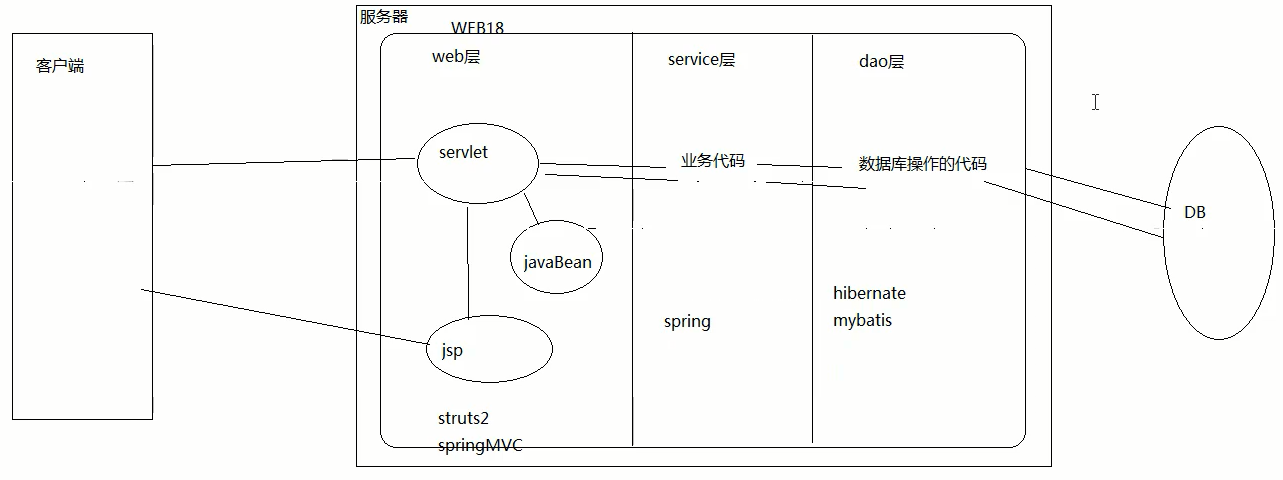 服务器
WEB18
客户端
web层
service层
dao层
servlet
业务代码
数据库操作的代码
DB
javaBean
hibernate
mybatis
spring
jsp
struts2
springMVC